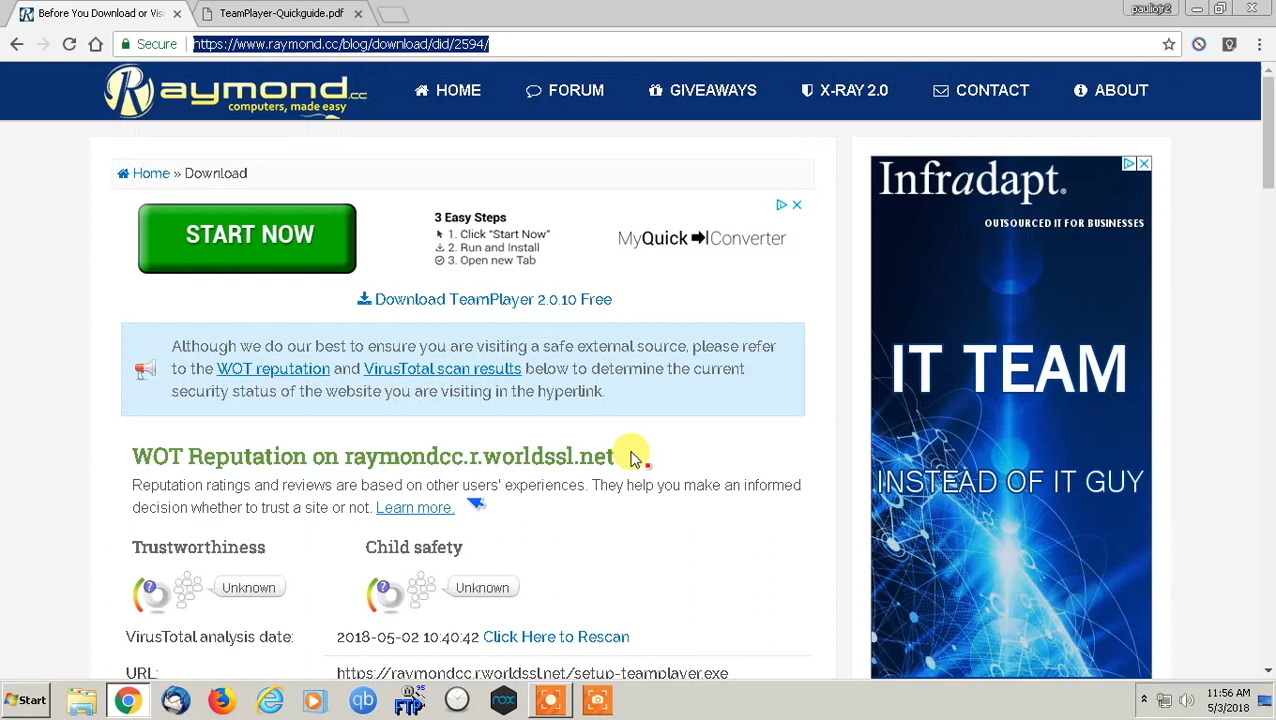 Before You Download or Vis
TeamPlayer-Quickguide.pdf
paullgy2
Secure
https://www.raymond.cc/blog/download/did/2594/
Raymond.cc
computers, made easy
HOME
FORUM
GIVEAWAYS
X-RAY 2.0
CONTACT
ABOUT
Home » Download
START NOW
3 Easy Steps
1. Click "Start Now"
2. Run and Install
3. Open new Tab
MyQuick Converter
Download TeamPlayer 2.0.10 Free
Although we do our best to ensure you are visiting a safe external source, please refer
to the WOT reputation and VirusTotal scan results below to determine the current
security status of the website you are visiting in the hyperlink.
WOT Reputation on raymondcc.r.worldssl.net
Reputation rating and reviews are based on other users' experiences. They help you make an informed
decision whether to trust a site or not. Learn more.
Trustworthiness
Child safety
Unknown
Unknown
VirusTotal analysis date:
2018-05-02 10:40:42 Click Here to Rescan
URL:
https://raymondcc.r.worldssl.net/setup-teamplayer.exe
Infradapt®
OUTSOURCED IT FOR BUSINESSES
IT TEAM
INSTEAD OF IT GUY
Start
qb
FTP
nox
11:56 AM
5/3/2018